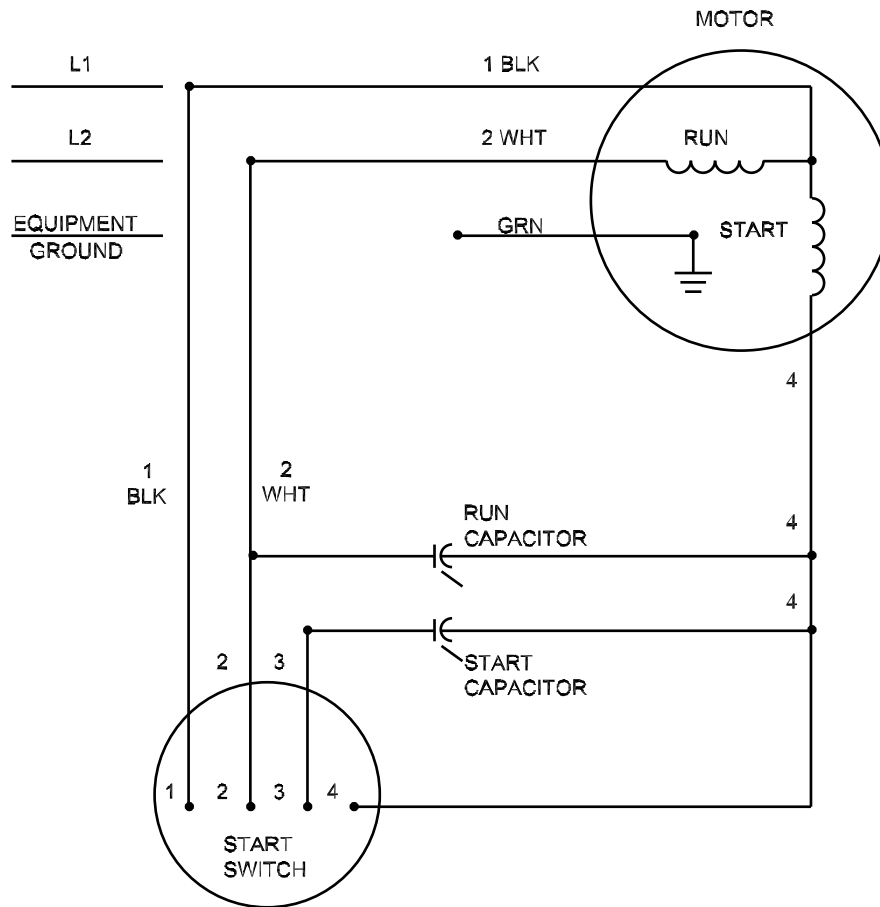 MOTOR
L1
1 BLK
L2
2 WHT
RUN
EQUIPMENT
GROUND
GRN
START
4
1
BLK
2
WHT
RUN
CAPACITOR
4
4
2
3
START
CAPACITOR
1
2
3
4
START
SWITCH